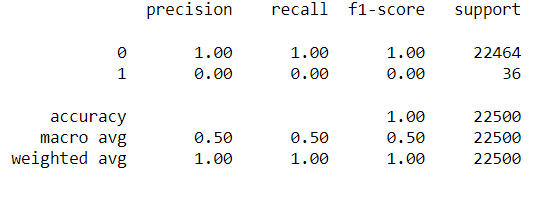 precision recall f1-score support
0 1.00 1.00 1.00 22464
1 0.00 0.00 0.00 36
accuracy 1.00 22500
macro avg 0.50 0.50 0.50 22500
weighted avg 1.00 1.00 1.00 22500